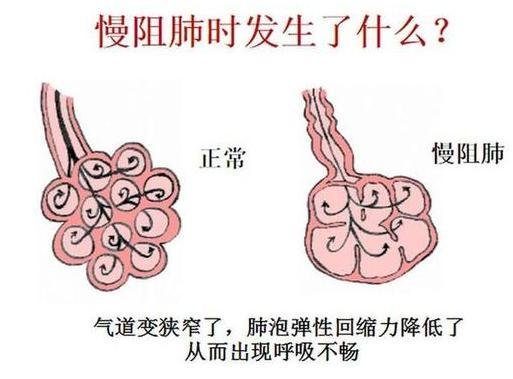 慢阻肺时发生了什么？
正常
慢阻肺
气道变狭窄了，肺泡弹性回缩力降低了
从而出现呼吸不畅